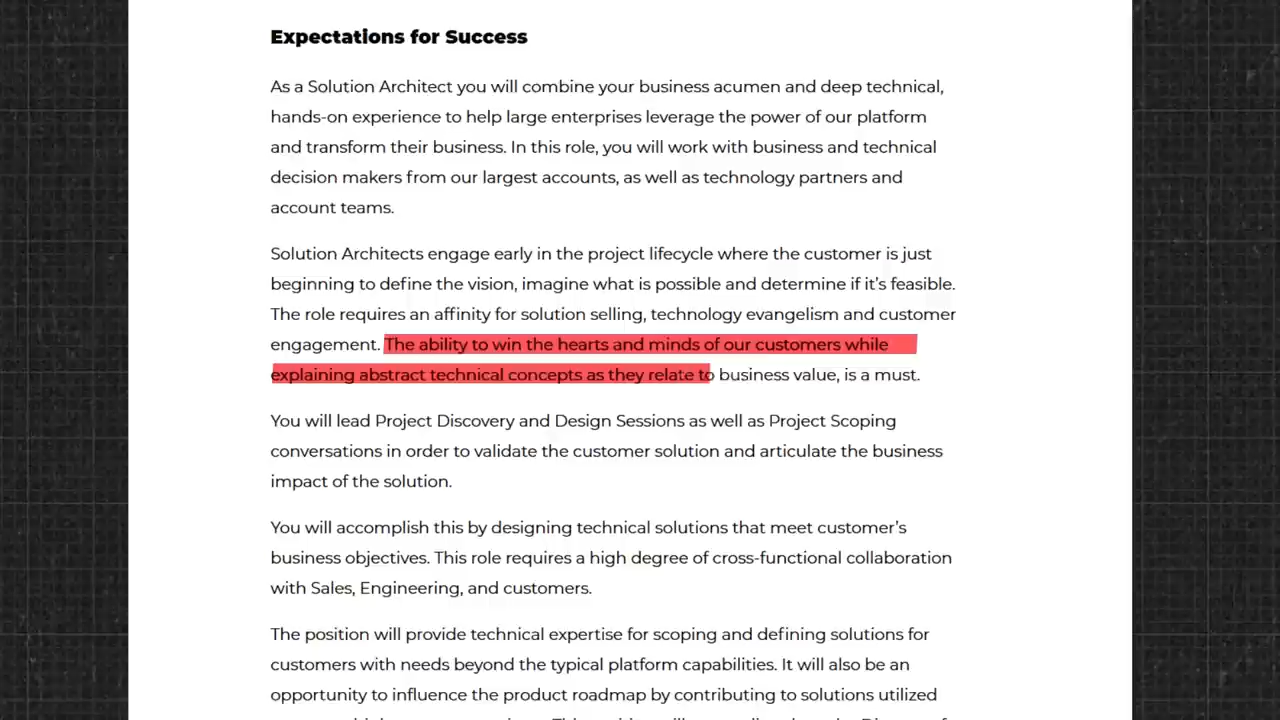 Expectations for Success
As a Solution Architect you will combine your business acumen and deep technical,
hands-on experience to help large enterprises leverage the power of our platform
and transform their business. In this role, you will work with business and technical
decision makers from our largest accounts, as well as technology partners and
account teams.
Solution Architects engage early in the project lifecycle where the customer is just
beginning to define the vision, imagine what is possible and determine if it’s feasible.
The role requires an affinity for solution selling, technology evangelism and customer
engagement. The ability to win the hearts and minds of our customers while
explaining abstract technical concepts as they relate to business value, is a must.
You will lead Project Discovery and Design Sessions as well as Project Scoping
conversations in order to validate the customer solution and articulate the business
impact of the solution.
You will accomplish this by designing technical solutions that meet customer’s
business objectives. This role requires a high degree of cross-functional collaboration
with Sales, Engineering, and customers.
The position will provide technical expertise for scoping and defining solutions for
customers with needs beyond the typical platform capabilities. It will also be an
opportunity to influence the product roadmap by contributing to solutions utilized